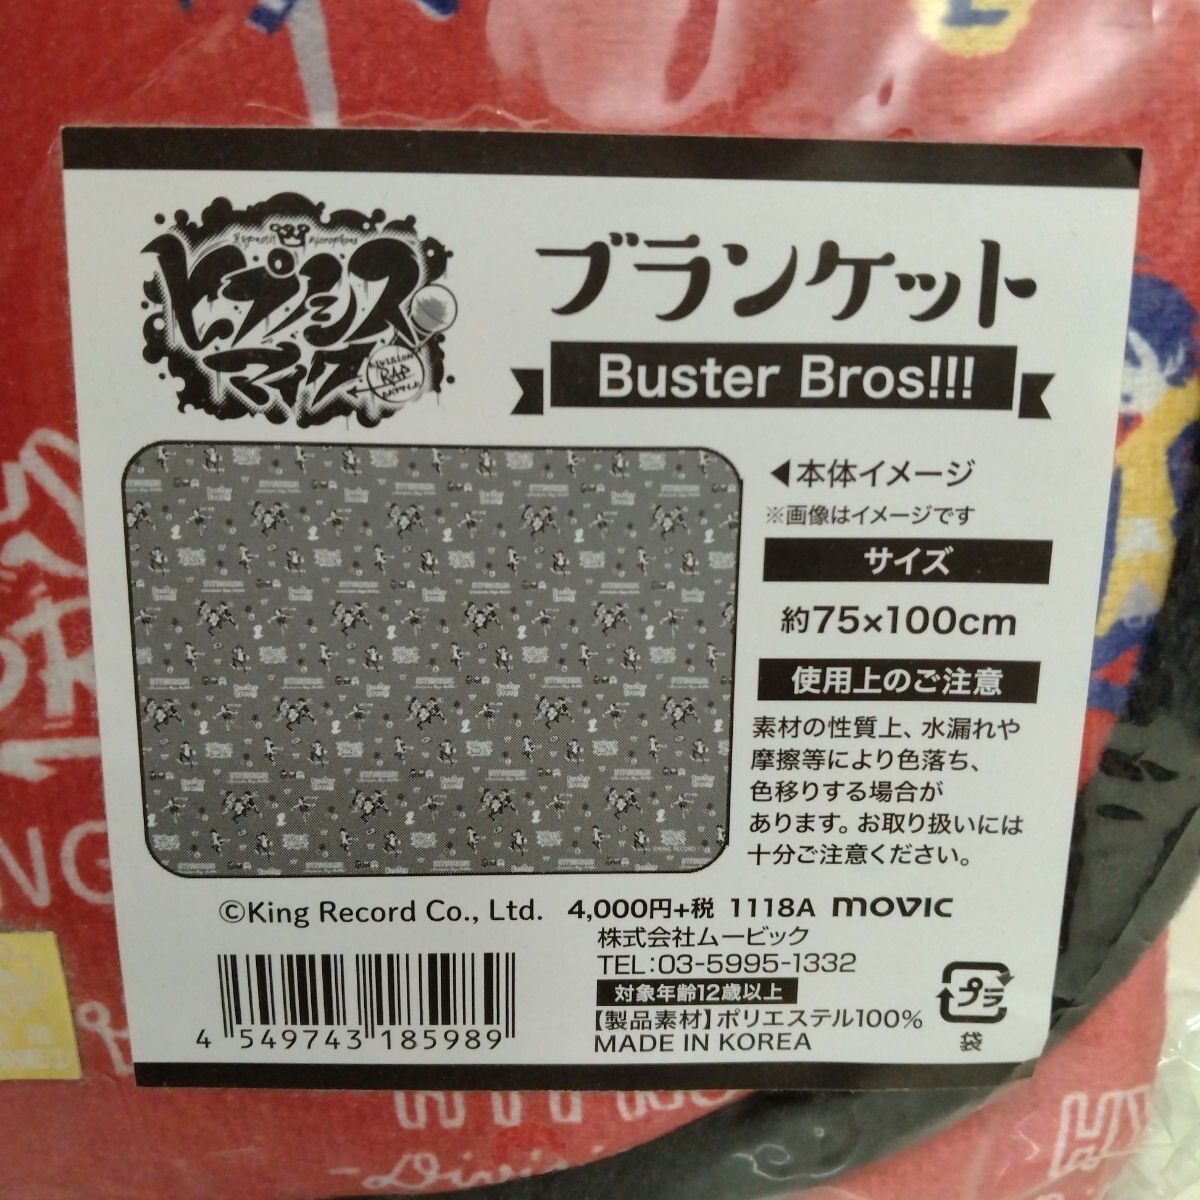 Hypnosis Microphone
ヒプノシス
マイク
DIVISION
RAP
BATTLE
ブランケット
Buster Bros!!!
◀本体イメージ
※画像はイメージです
サイズ
約75×100cm
使用上のご注意
素材の性質上、水漏れや
摩擦等により色落ち、
色移りする場合が
あります。お取り扱いには
十分ご注意ください。
©King Record Co., Ltd.
4,000円+税 1118A movic
株式会社ムービック
TEL:03-5995-1332
対象年齢12歳以上
【製品素材】ポリエステル100%
MADE IN KOREA
プラ
袋
4 549743 185989
NG